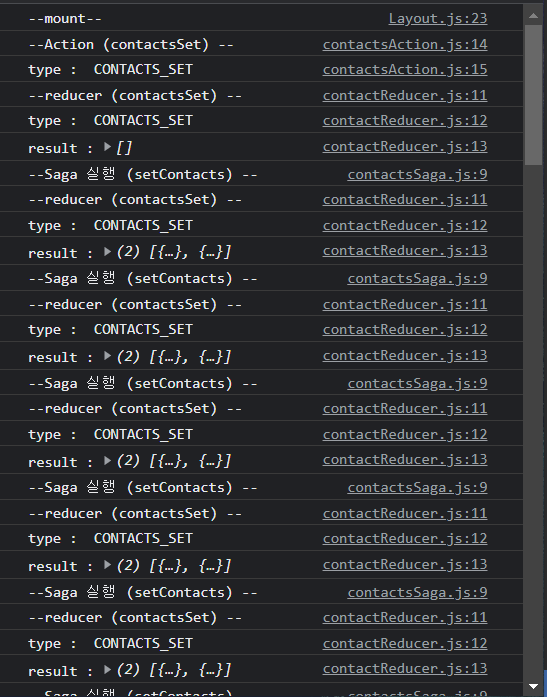 --mount-- Layout.js:23
--Action (contactsSet) -- contactsAction.js:14
type :  CONTACTS_SET contactsAction.js:15
--reducer (contactsSet) -- contactReducer.js:11
type :  CONTACTS_SET contactReducer.js:12
result : ▶[] contactReducer.js:13
--Saga 실행 (setContacts) -- contactsSaga.js:9
--reducer (contactsSet) -- contactReducer.js:11
type :  CONTACTS_SET contactReducer.js:12
result : ▶(2) [{…}, {…}] contactReducer.js:13
--Saga 실행 (setContacts) -- contactsSaga.js:9
--reducer (contactsSet) -- contactReducer.js:11
type :  CONTACTS_SET contactReducer.js:12
result : ▶(2) [{…}, {…}] contactReducer.js:13
--Saga 실행 (setContacts) -- contactsSaga.js:9
--reducer (contactsSet) -- contactReducer.js:11
type :  CONTACTS_SET contactReducer.js:12
result : ▶(2) [{…}, {…}] contactReducer.js:13
--Saga 실행 (setContacts) -- contactsSaga.js:9
--reducer (contactsSet) -- contactReducer.js:11
type :  CONTACTS_SET contactReducer.js:12
result : ▶(2) [{…}, {…}] contactReducer.js:13
--Saga 실행 (setContacts) -- contactsSaga.js:9
--reducer (contactsSet) -- contactReducer.js:11
type :  CONTACTS_SET contactReducer.js:12
result : ▶(2) [{…}, {…}] contactReducer.js:13
--Saga 실행 (setContacts) -- contactsSaga.js:9